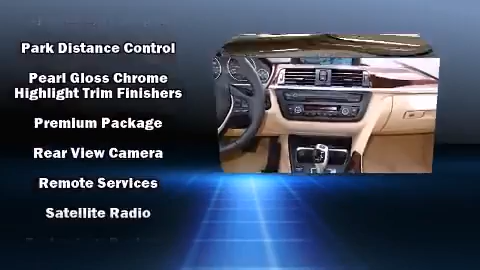 Park Distance Control
Pearl Gloss Chrome
Highlight Trim Finishers
Premium Package
Rear View Camera
Remote Services
Satellite Radio